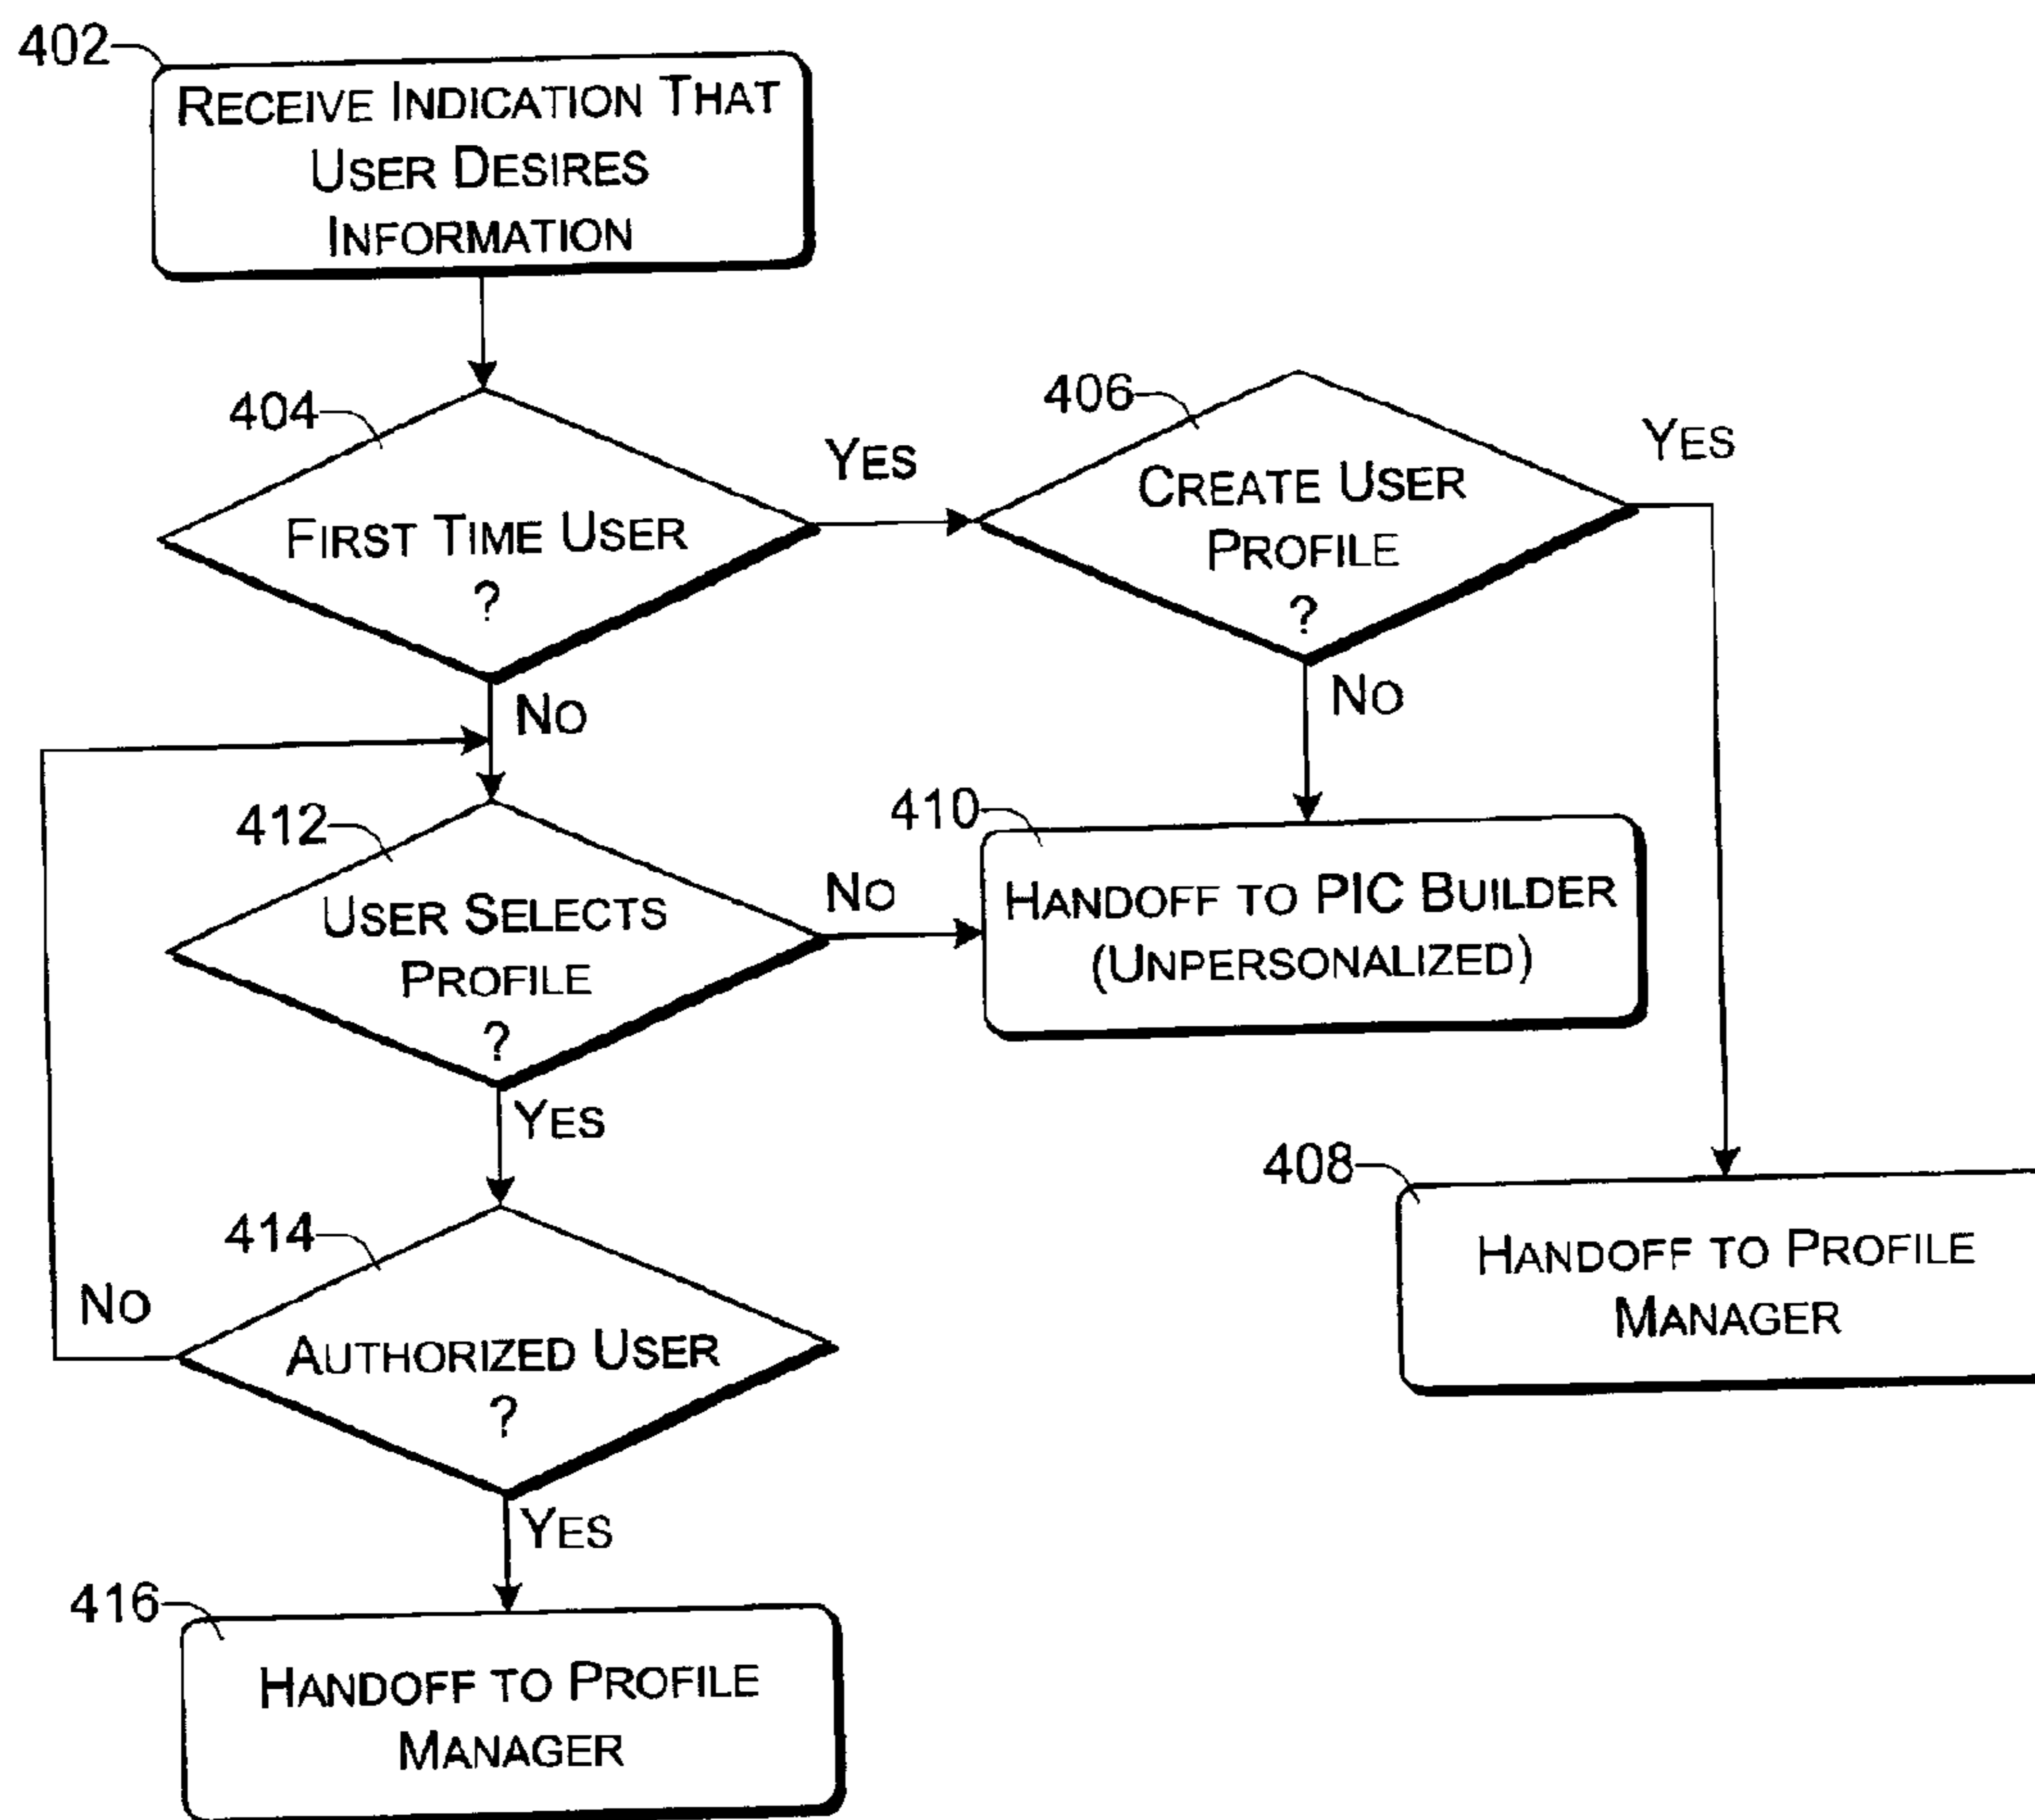 402
RECEIVE INDICATION THAT
USER DESIRES
INFORMATION
404
FIRST TIME USER
?
YES
406
CREATE USER
PROFILE
?
YES
NO
NO
412
USER SELECTS
PROFILE
?
NO
410
HANDOFF TO PIC BUILDER
(UNPERSONALIZED)
YES
408
HANDOFF TO PROFILE
MANAGER
414
AUTHORIZED USER
?
NO
YES
416
HANDOFF TO PROFILE
MANAGER